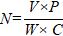 N = V×P / W× C